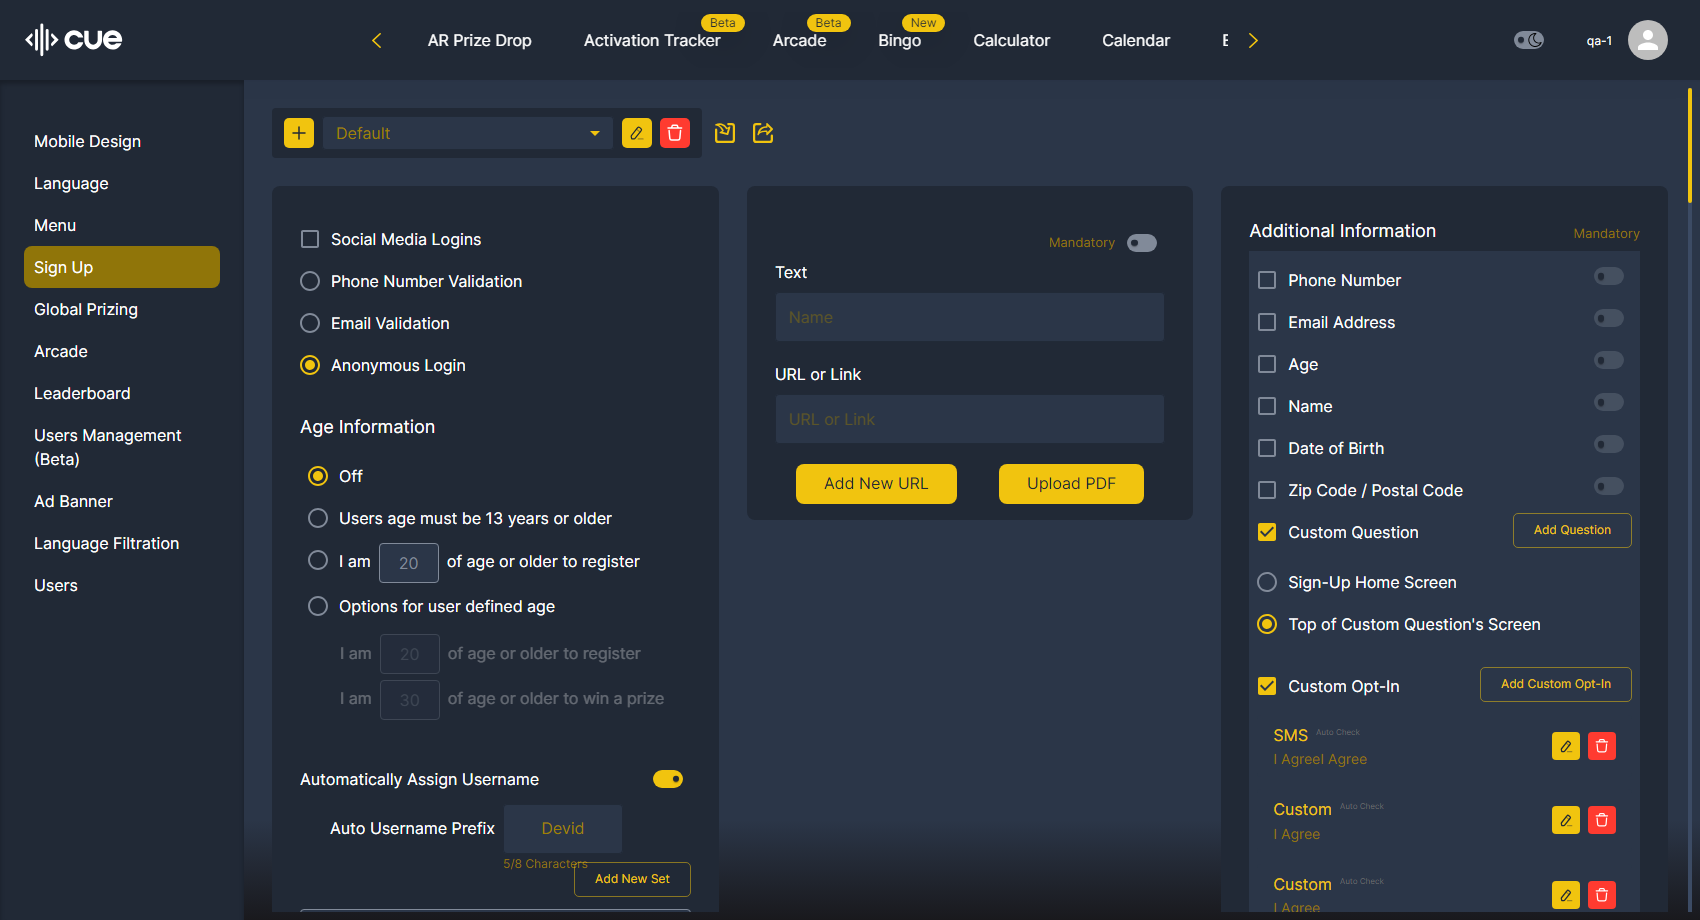 cue
AR Prize Drop
Activation Tracker
Beta
Arcade
Beta
Bingo
New
Calculator
Calendar
qa-1
Mobile Design
Language
Menu
Sign Up
Global Prizing
Arcade
Leaderboard
Users Management
(Beta)
Ad Banner
Language Filtration
Users
Default
Social Media Logins
Phone Number Validation
Email Validation
Anonymous Login
Age Information
Off
Users age must be 13 years or older
I am 20 of age or older to register
Options for user defined age
I am 20 of age or older to register
I am 30 of age or older to win a prize
Automatically Assign Username
Auto Username Prefix Devid
5/8 Characters
Add New Set
Mandatory
Text
Name
URL or Link
URL or Link
Add New URL
Upload PDF
Additional Information
Mandatory
Phone Number
Email Address
Age
Name
Date of Birth
Zip Code / Postal Code
Custom Question
Add Question
Sign-Up Home Screen
Top of Custom Question's Screen
Custom Opt-In
Add Custom Opt-In
SMS Auto Check
I AgreeI Agree
Custom Auto Check
I Agree
Custom Auto Check
I Agree